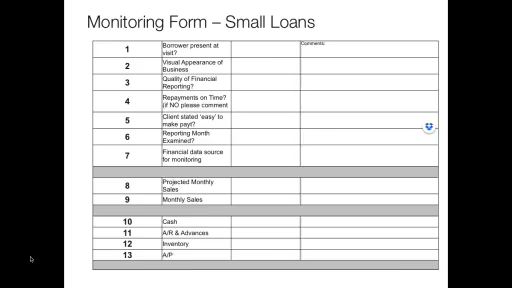 Monitoring Form – Small Loans
1 Borrower present at
visit?
Comments:
2 Visual Appearance of
Business
3 Quality of Financial
Reporting?
4 Repayments on Time?
(if NO please comment
5 Client stated 'easy' to
make payt?
6 Reporting Month
Examined?
7 Financial data source
for monitoring
8 Projected Monthly
Sales
9 Monthly Sales
10 Cash
11 A/R & Advances
12 Inventory
13 A/P